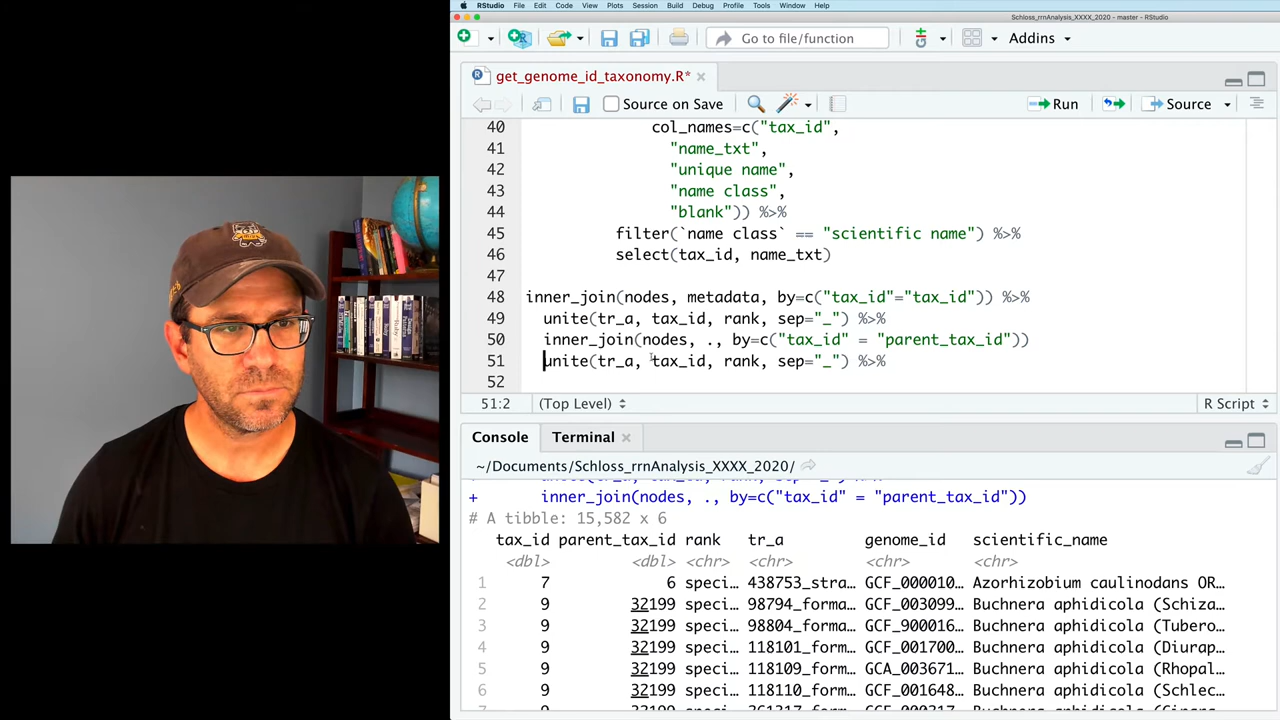 RStudio File Edit Code View Plots Session Build Debug Profile Tools Window Help
Schloss_rrnAnalysis_XXXX_2020 - master - RStudio
Go to file/function
Addins
get_genome_id_taxonomy.R*
Source on Save
Run
Source
40 col_names=c("tax_id",
41 "name_txt",
42 "unique name",
43 "name class",
44 "blank")) %>%
45 filter(`name class` == "scientific name") %>%
46 select(tax_id, name_txt)
47
48 inner_join(nodes, metadata, by=c("tax_id"="tax_id")) %>%
49 unite(tr_a, tax_id, rank, sep="_") %>%
50 inner_join(nodes, ., by=c("tax_id" = "parent_tax_id"))
51 unite(tr_a, tax_id, rank, sep="_") %>%
52
51:2 (Top Level) R Script
Console Terminal
~/Documents/Schloss_rrnAnalysis_XXXX_2020/
+ inner_join(nodes, ., by=c("tax_id" = "parent_tax_id"))
# A tibble: 15,582 x 6
tax_id parent_tax_id rank tr_a genome_id scientific_name
<dbl> <dbl> <chr> <chr> <chr> <chr>
1 7 6 speci… 438753_stra… GCF_000010… Azorhizobium caulinodans OR…
2 9 32199 speci… 98794_forma… GCF_003099… Buchnera aphidicola (Schiza…
3 9 32199 speci… 98804_forma… GCF_900016… Buchnera aphidicola (Tubero…
4 9 32199 speci… 118101_form… GCF_001700… Buchnera aphidicola (Diurap…
5 9 32199 speci… 118109_form… GCA_003671… Buchnera aphidicola (Rhopal…
6 9 32199 speci… 118110_form… GCF_001648… Buchnera aphidicola (Schlec…